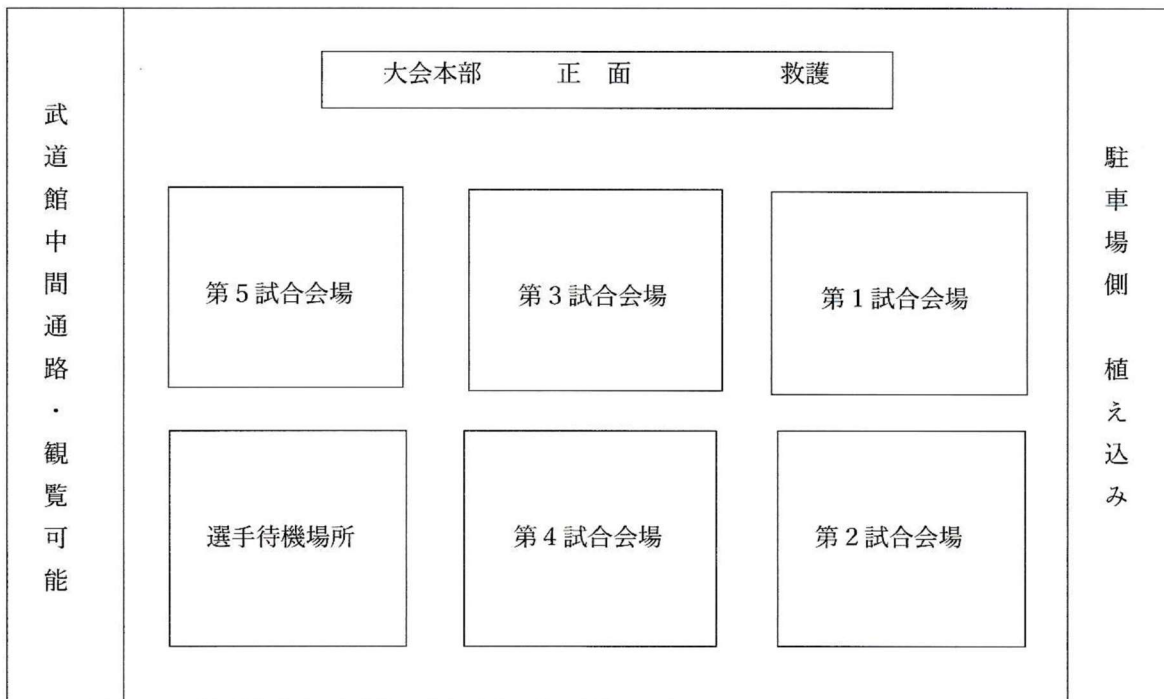 大会本部　正　面　救護
武道館中間通路・観覧可能
第5試合会場
第3試合会場
第1試合会場
選手待機場所
第4試合会場
第2試合会場
駐車場側　植え込み